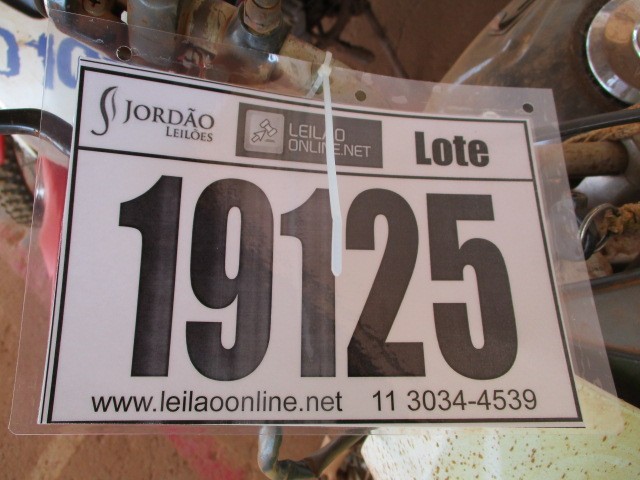 JORDÃO
LEILÕES
LEILAO
ONLINE.NET
Lote
19125
www.leilaoonline.net 11 3034-4539